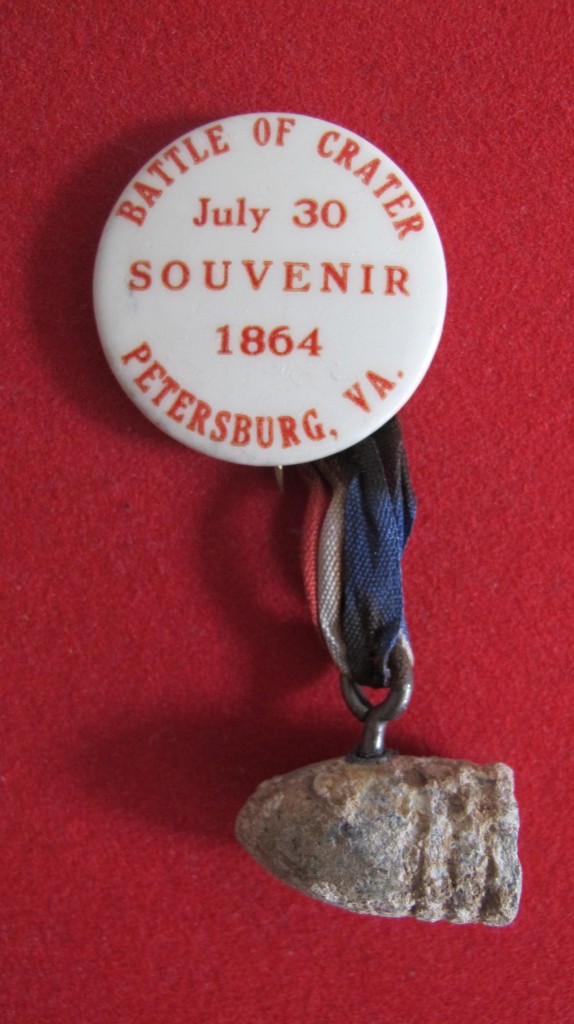 BATTLE OF CRATER
July 30
SOUVENIR
1864
PETERSBURG, VA.